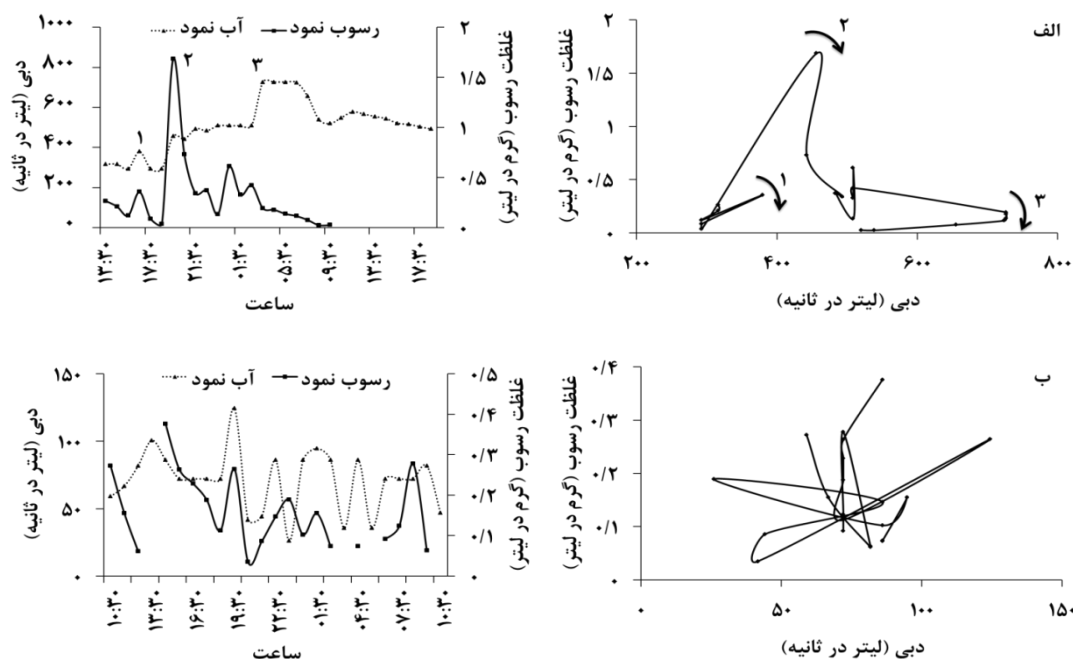 رسوب نمود آب نمود
دبی (لیتر در ثانیه)
۱۰۰۰
۸۰۰
۶۰۰
۴۰۰
۲۰۰
۰
غلظت رسوب (گرم در لیتر)
۲
۱/۵
۱
۰/۵
۰
۱
۲
۳
۱۳:۳۰ ۱۷:۳۰ ۲۱:۳۰ ۰۱:۳۰ ۰۵:۳۰ ۰۹:۳۰ ۱۳:۳۰ ۱۷:۳۰
ساعت
الف
غلظت رسوب (گرم در لیتر)
۲
۱/۵
۱
۰/۵
۰
۲
۱
۳
۲۰۰ ۴۰۰ ۶۰۰ ۸۰۰
دبی (لیتر در ثانیه)
رسوب نمود آب نمود
دبی (لیتر در ثانیه)
۱۵۰
۱۰۰
۵۰
۰
غلظت رسوب (گرم در لیتر)
۰/۵
۰/۴
۰/۳
۰/۲
۰/۱
۰
۱۰:۳۰ ۱۳:۳۰ ۱۶:۳۰ ۱۹:۳۰ ۲۲:۳۰ ۰۱:۳۰ ۰۴:۳۰ ۰۷:۳۰ ۱۰:۳۰
ساعت
ب
غلظت رسوب (گرم در لیتر)
۰/۴
۰/۳
۰/۲
۰/۱
۰
۰ ۵۰ ۱۰۰ ۱۵۰
دبی (لیتر در ثانیه)